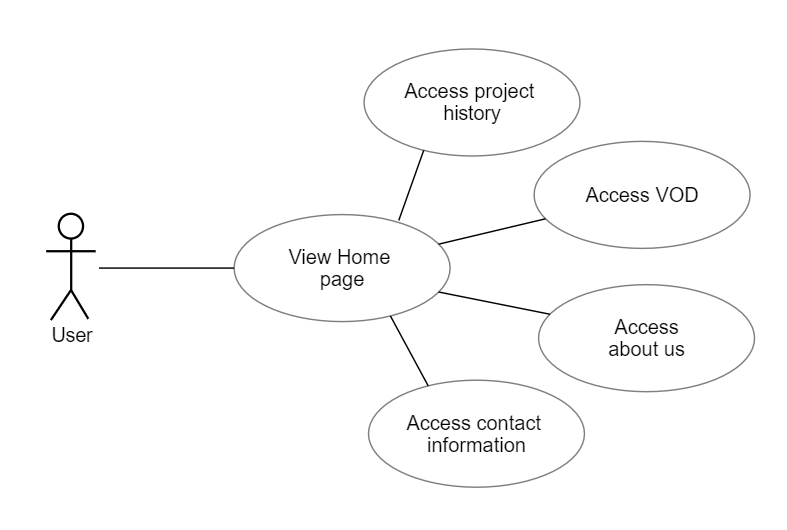 Access project
history
Access VOD
View Home
page
User
Access
about us
Access contact
information